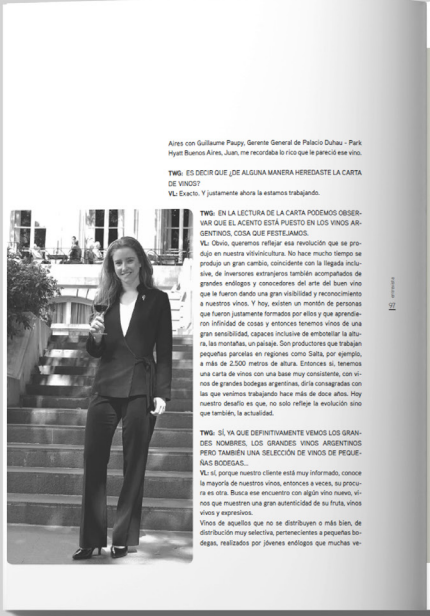 Aires con Guillaume Paupy, Gerente General de Palacio Duhau - Park
Hyatt Buenos Aires, Juan, me recordaba lo rico que le pareció ese vino.
TWG: ES DECIR QUE ¿DE ALGUNA MANERA HEREDASTE LA CARTA
DE VINOS?
VL: Exacto. Y justamente ahora la estamos trabajando.
TWG: EN LA LECTURA DE LA CARTA PODEMOS OBSER-
VAR QUE EL ACENTO ESTÁ PUESTO EN LOS VINOS AR-
GENTINOS, COSA QUE FESTEJAMOS.
VL: Obvio, queremos reflejar esa revolución que se pro-
dujo en nuestra vitivinicultura. No hace mucho tiempo se
produjo un gran cambio, coincidente con la llegada inclu-
sive, de inversores extranjeros también acompañados de
grandes enólogos y conocedores del arte del buen vino
que le fueron dando una gran visibilidad y reconocimiento
a nuestros vinos. Y hoy, existen un montón de personas
que fueron justamente formados por ellos y que aprendie-
ron infinidad de cosas y entonces tenemos vinos de una
gran sensibilidad, capaces inclusive de embotellar la altu-
ra, las montañas, un paisaje. Son productores que trabajan
pequeñas parcelas en regiones como Salta, por ejemplo,
a más de 2.500 metros de altura. Entonces sí, tenemos
una carta de vinos con una base muy consistente, con vi-
nos de grandes bodegas argentinas, diría consagradas con
las que venimos trabajando hace más de doce años. Hoy
nuestro desafío es que, no solo refleje la evolución sino
que también, la actualidad.
TWG: SÍ, YA QUE DEFINITIVAMENTE VEMOS LOS GRAN-
DES NOMBRES, LOS GRANDES VINOS ARGENTINOS
PERO TAMBIÉN UNA SELECCIÓN DE VINOS DE PEQUE-
ÑAS BODEGAS...
VL: sí, porque nuestro cliente está muy informado, conoce
la mayoría de nuestros vinos, entonces a veces, su procu-
ra es otra. Busca ese encuentro con algún vino nuevo, vi-
nos que muestren una gran autenticidad de su fruta, vinos
vivos y expresivos.
Vinos de aquellos que no se distribuyen o más bien, de
distribución muy selectiva, pertenecientes a pequeñas bo-
degas, realizados por jóvenes enólogos que muchas ve-